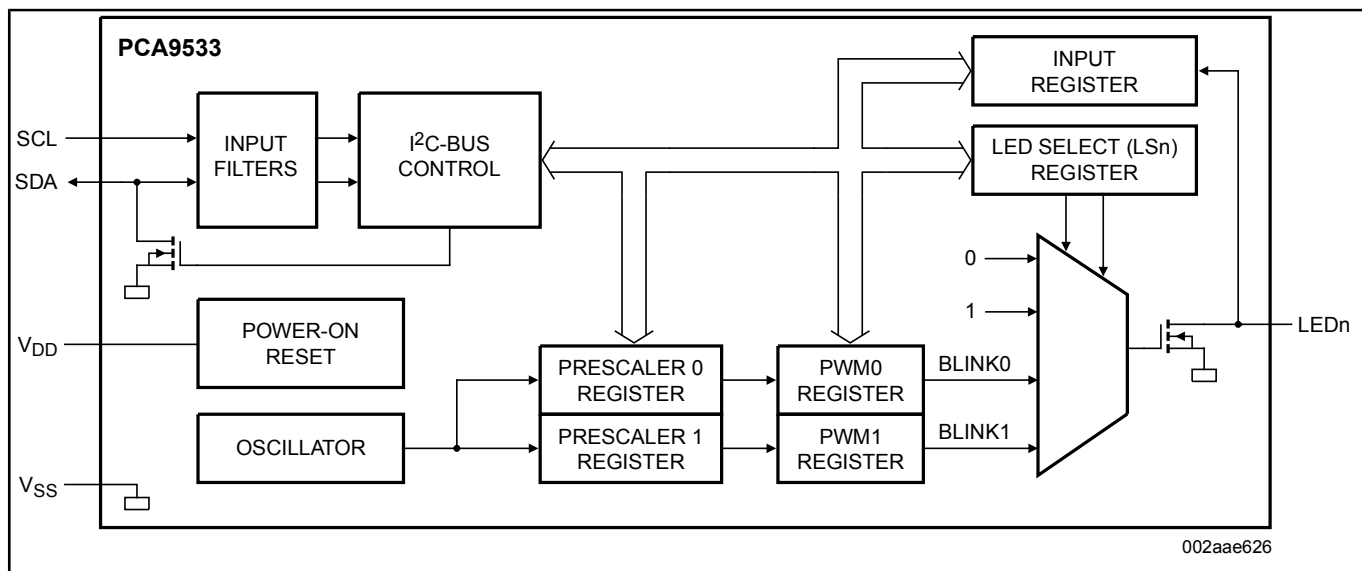 PCA9533
SCL
SDA
INPUT
FILTERS
I²C-BUS
CONTROL
INPUT
REGISTER
LED SELECT (LSn)
REGISTER
0
1
V_DD
POWER-ON
RESET
OSCILLATOR
V_SS
PRESCALER 0
REGISTER
PRESCALER 1
REGISTER
PWM0
REGISTER
PWM1
REGISTER
BLINK0
BLINK1
LEDn
002aae626